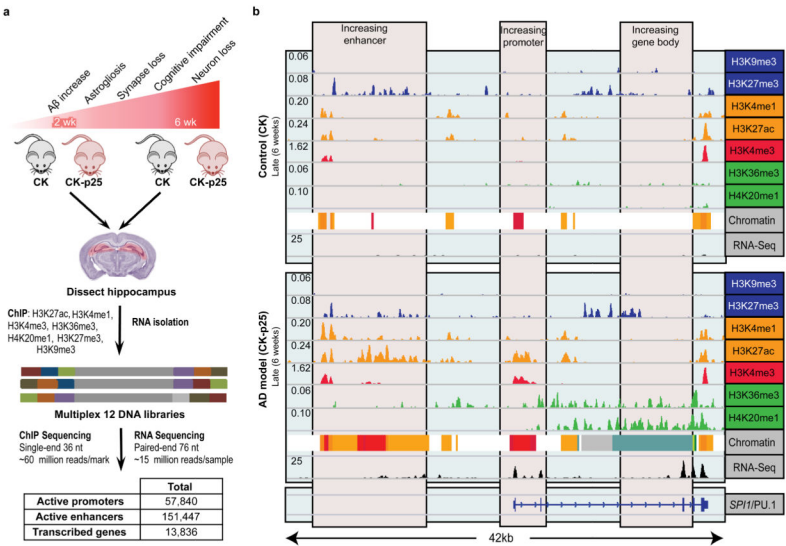 a
Aβ increase
Astrogliosis
Synapse loss
Cognitive impairment
Neuron loss
2 wk
6 wk
CK
CK-p25
CK
CK-p25
Dissect hippocampus
ChIP: H3K27ac, H3K4me1,
H3K4me3, H3K36me3,
H4K20me1, H3K27me3,
H3K9me3
RNA isolation
Multiplex 12 DNA libraries
ChIP Sequencing
Single-end 36 nt
~60 million reads/mark
RNA Sequencing
Paired-end 76 nt
~15 million reads/sample
Total
Active promoters 57,840
Active enhancers 151,447
Transcribed genes 13,836
b
Increasing
enhancer
Increasing
promoter
Increasing
gene body
Control (CK)
Late (6 weeks)
0.06 H3K9me3
0.08 H3K27me3
0.20 H3K4me1
0.24 H3K27ac
1.62 H3K4me3
0.06 H3K36me3
0.10 H4K20me1
Chromatin
25 RNA-Seq
AD model (CK-p25)
Late (6 weeks)
0.06 H3K9me3
0.08 H3K27me3
0.20 H3K4me1
0.24 H3K27ac
1.62 H3K4me3
0.06 H3K36me3
0.10 H4K20me1
Chromatin
25 RNA-Seq
SPI1/PU.1
42kb